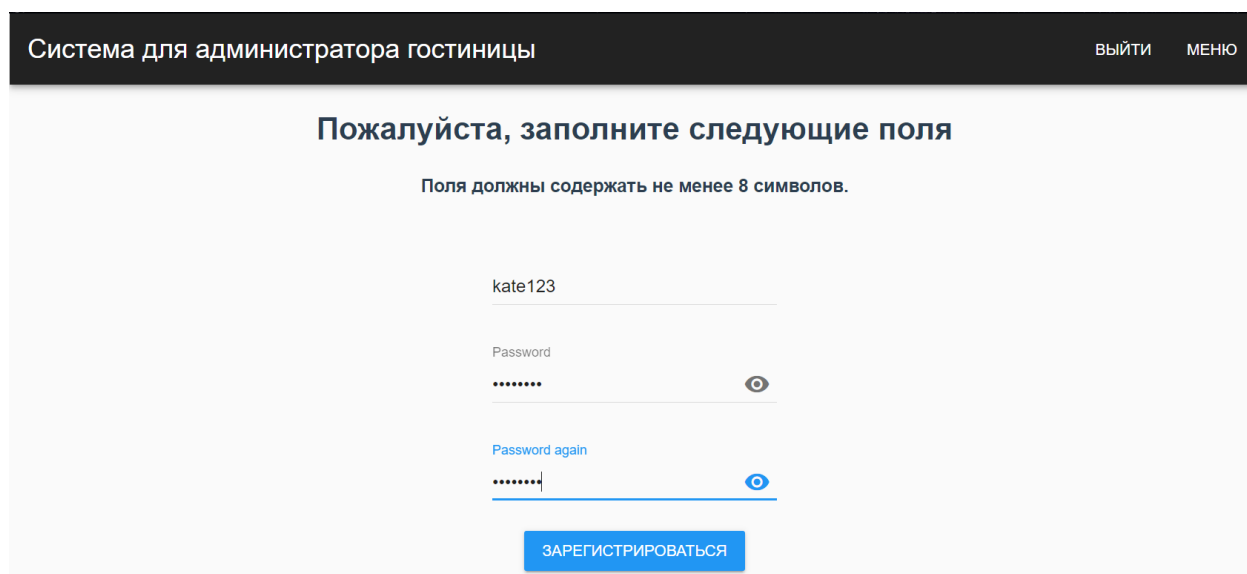 Система для администратора гостиницы ВЫЙТИ МЕНЮ
Пожалуйста, заполните следующие поля
Поля должны содержать не менее 8 символов.
kate123
Password
••••••••
Password again
••••••••
ЗАРЕГИСТРИРОВАТЬСЯ